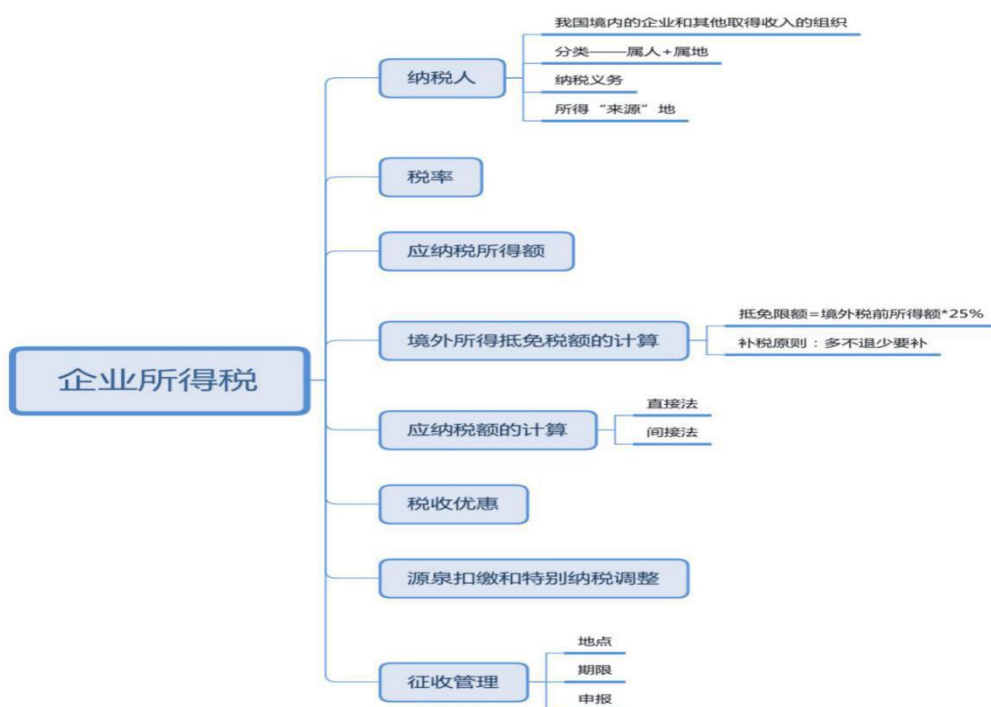 企业所得税
纳税人
我国境内的企业和其他取得收入的组织
分类——属人+属地
纳税义务
所得“来源”地
税率
应纳税所得额
境外所得抵免税额的计算
抵免限额=境外税前所得额*25%
补税原则：多不退少要补
应纳税额的计算
直接法
间接法
税收优惠
源泉扣缴和特别纳税调整
征收管理
地点
期限
申报